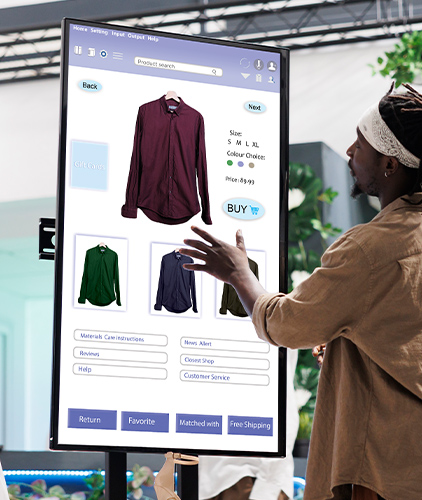 Home Setting Input Output Help
Product search
Back
Next
Size:
S M L XL
Colour Choice:
Price: 89.99
BUY
Materials Care Instructions
News Alert
Reviews
Closest Shop
Help
Customer Service
Return
Favorite
Matched with
Free Shipping